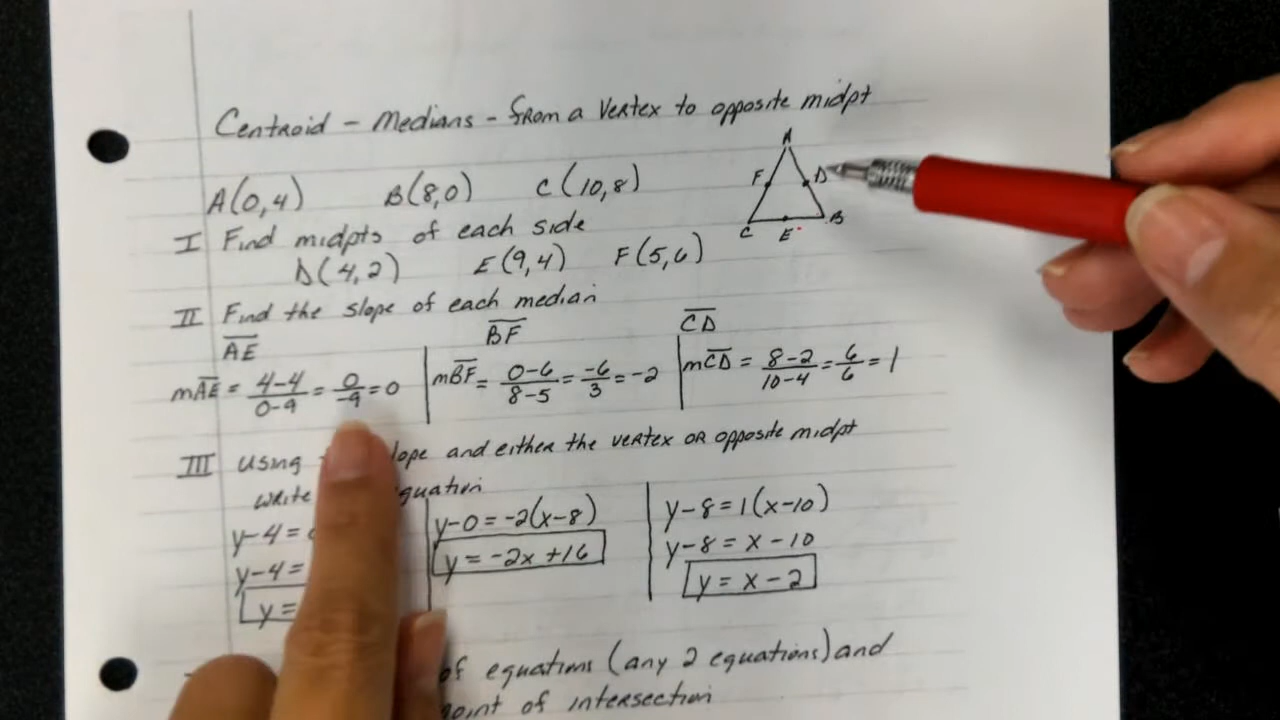 Centroid - Medians - from a Vertex to opposite midpt
A
A(0,4) B(8,0) C(10,8)
F D
C E B
I Find midpts of each side
D(4,2) E(9,4) F(5,6)
II Find the slope of each median
AE BF CD
mAE = 4-4/0-9 = 0/-9 = 0 mBF = 0-6/8-5 = -6/3 = -2 mCD = 8-2/10-4 = 6/6 = 1
III Using slope and either the vertex OR opposite midpt
write equation
y-4= y-0 = -2(x-8) y-8 = 1(x-10)
y-4= y = -2x +16 y-8 = x - 10
y= y = x - 2
of equations (any 2 equations) and
point of intersection